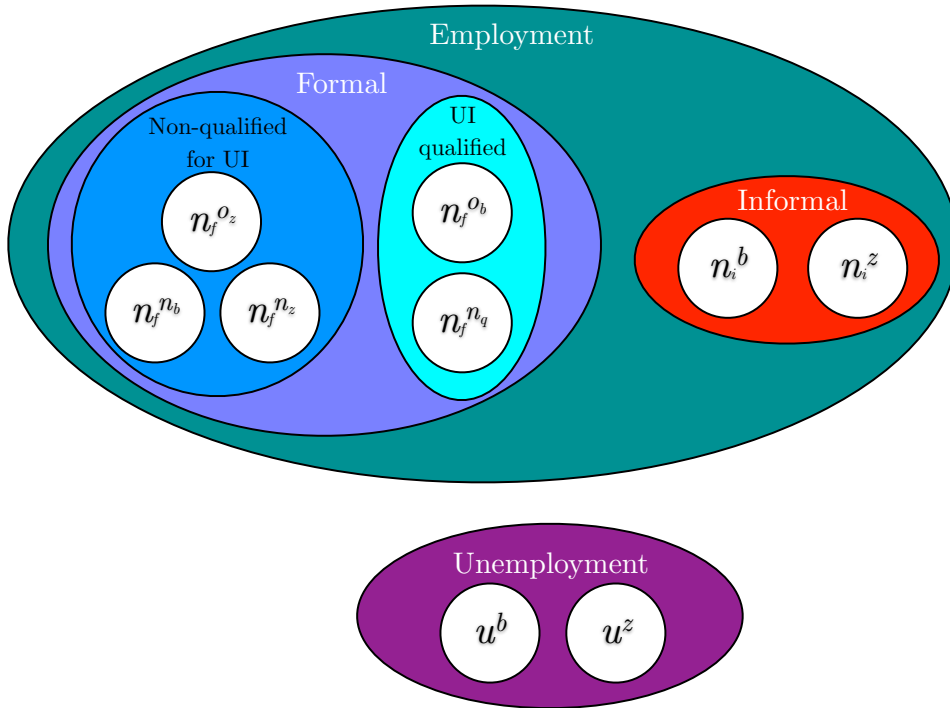 Employment
Formal
Non-qualified
for UI
UI
qualified
n_f^{o_z}
n_f^{n_b}
n_f^{n_z}
n_f^{o_b}
n_f^{n_q}
Informal
n_i^b
n_i^z
Unemployment
u^b
u^z